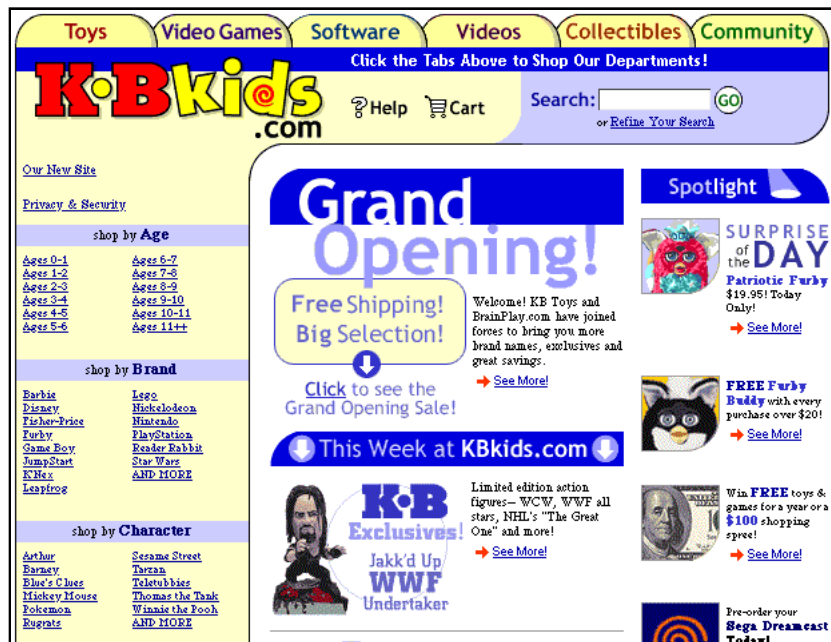 Toys Video Games Software Videos Collectibles Community
Click the Tabs Above to Shop Our Departments!
K•B kids
.com
Help Cart
Search: GO
or Refine Your Search
Our New Site
Privacy & Security
shop by Age
Ages 0-1 Ages 6-7
Ages 1-2 Ages 7-8
Ages 2-3 Ages 8-9
Ages 3-4 Ages 9-10
Ages 4-5 Ages 10-11
Ages 5-6 Ages 11++
shop by Brand
Barbie Lego
Disney Nickelodeon
Fisher-Price Nintendo
Furby PlayStation
Game Boy Reader Rabbit
JumpStart Star Wars
K'Nex AND MORE
Leapfrog
shop by Character
Arthur Sesame Street
Barney Tarzan
Blue's Clues Teletubbies
Mickey Mouse Thomas the Tank
Pokemon Winnie the Pooh
Rugrats AND MORE
Grand
Opening!
Free Shipping!
Big Selection!
Click to see the
Grand Opening Sale!
Welcome! KB Toys and
BrainPlay.com have joined
forces to bring you more
brand names, exclusives and
great savings.
See More!
This Week at KBkids.com
K•B
Exclusives!
Jakk'd Up
WWF
Undertaker
Limited edition action
figures— WCW, WWF all
stars, NHL's "The Great
One" and more!
See More!
Spotlight
SURPRISE
of
the DAY
Patriotic Furby
$19.95! Today
Only!
See More!
FREE Furby
Buddy with every
purchase over $20!
See More!
Win FREE toys &
games for a year or a
$100 shopping
spree!
See More!
Pre-order your
Sega Dreamcast
Today!